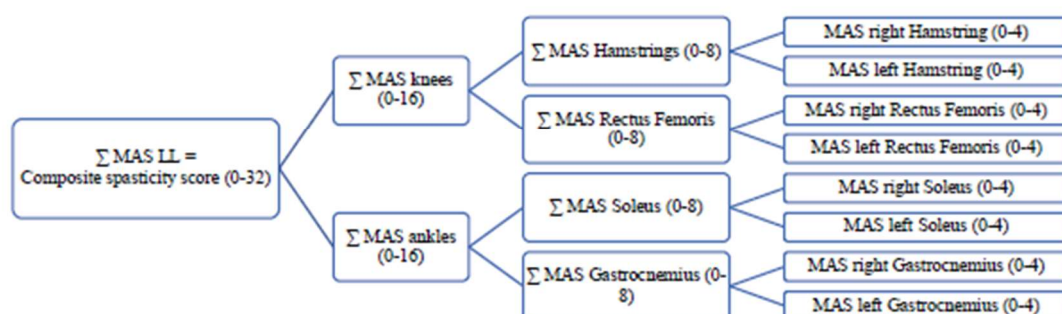 ∑ MAS LL =
Composite spasticity score (0-32)
∑ MAS knees
(0-16)
∑ MAS ankles
(0-16)
∑ MAS Hamstrings (0-8)
∑ MAS Rectus Femoris
(0-8)
∑ MAS Soleus (0-8)
∑ MAS Gastrocnemius (0-
8)
MAS right Hamstring (0-4)
MAS left Hamstring (0-4)
MAS right Rectus Femoris (0-4)
MAS left Rectus Femoris (0-4)
MAS right Soleus (0-4)
MAS left Soleus (0-4)
MAS right Gastrocnemius (0-4)
MAS left Gastrocnemius (0-4)